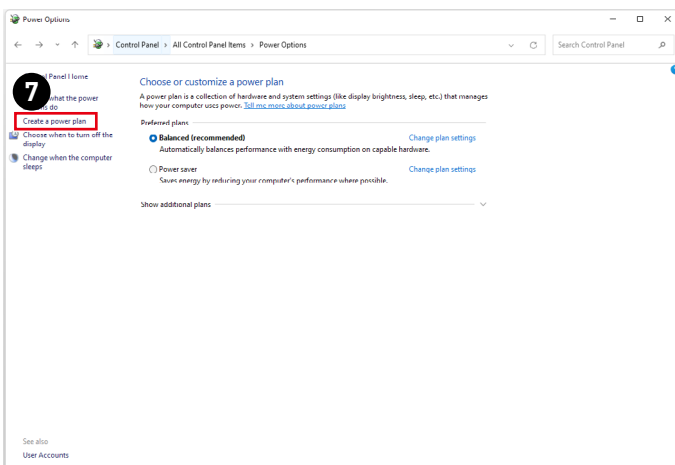 Power Options
Control Panel > All Control Panel Items > Power Options
Search Control Panel
Panel Home
7
what the power
do
Create a power plan
Choose when to turn off the
display
Change when the computer
sleeps
Choose or customize a power plan
A power plan is a collection of hardware and system settings (like display brightness, sleep, etc.) that manages
how your computer uses power. Tell me more about power plans
Preferred plans
Balanced (recommended)
Change plan settings
Automatically balances performance with energy consumption on capable hardware.
Power saver
Change plan settings
Saves energy by reducing your computer's performance where possible.
Show additional plans
See also
User Accounts